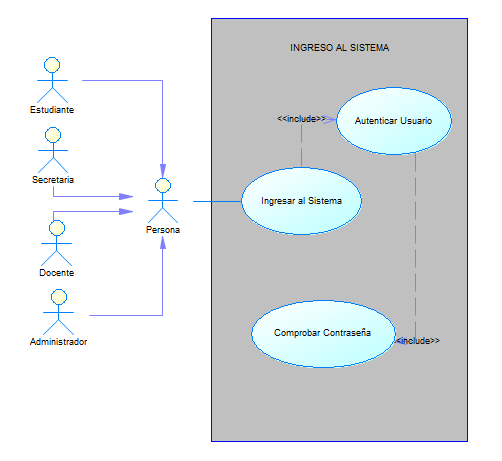 INGRESO AL SISTEMA
Estudiante
<<include>>
Autenticar Usuario
Secretaria
Ingresar al Sistema
Persona
Docente
Administrador
Comprobar Contraseña
<include>>